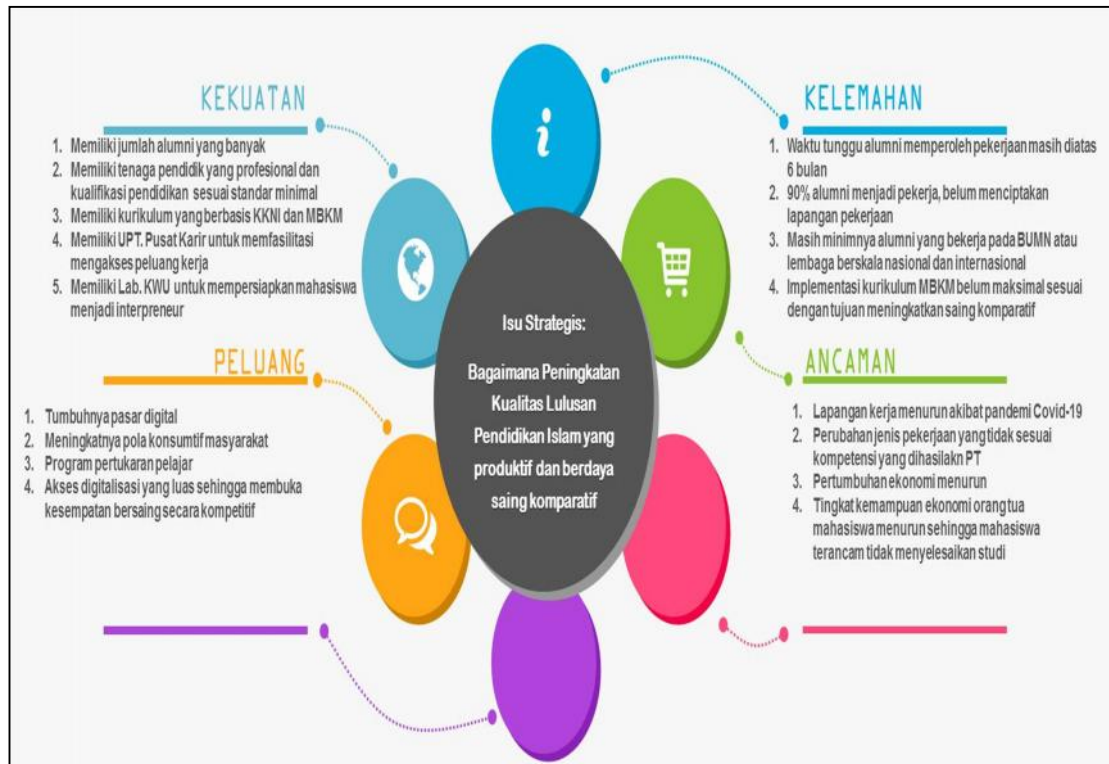 KEKUATAN
1. Memiliki jumlah alumni yang banyak
2. Memiliki tenaga pendidik yang profesional dan
kualifikasi pendidikan sesuai standar minimal
3. Memiliki kurikulum yang berbasis KKNI dan MBKM
4. Memiliki UPT. Pusat Karir untuk memfasilitasi
mengakses peluang kerja
5. Memiliki Lab. KWU untuk mempersiapkan mahasiswa
menjadi interpreneur
KELEMAHAN
1. Waktu tunggu alumni memperoleh pekerjaan masih diatas
6 bulan
2. 90% alumni menjadi pekerja, belum menciptakan
lapangan pekerjaan
3. Masih minimnya alumni yang bekerja pada BUMN atau
lembaga berskala nasional dan internasional
4. Implementasi kurikulum MBKM belum maksimal sesuai
dengan tujuan meningkatkan saing komparatif
Isu Strategis:
Bagaimana Peningkatan
Kualitas Lulusan
Pendidikan Islam yang
produktif dan berdaya
saing komparatif
PELUANG
1. Tumbuhnya pasar digital
2. Meningkatnya pola konsumtif masyarakat
3. Program pertukaran pelajar
4. Akses digitalisasi yang luas sehingga membuka
kesempatan bersaing secara kompetitif
ANCAMAN
1. Lapangan kerja menurun akibat pandemi Covid-19
2. Perubahan jenis pekerjaan yang tidak sesuai
kompetensi yang dihasilakn PT
3. Pertumbuhan ekonomi menurun
4. Tingkat kemampuan ekonomi orang tua
mahasiswa menurun sehingga mahasiswa
terancam tidak menyelesaikan studi